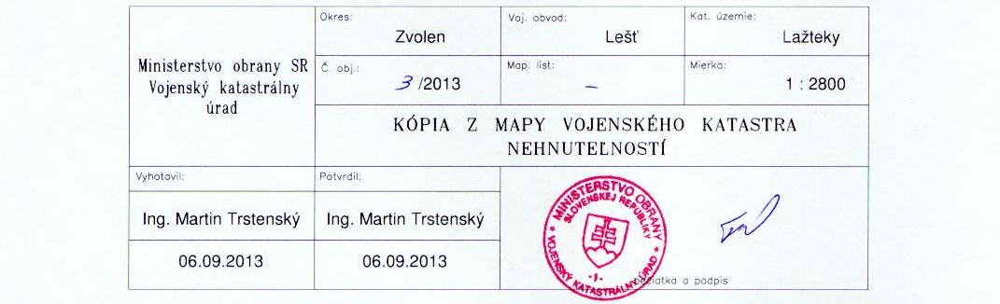 Ministerstvo obrany SR
Vojenský katastrálny
úrad
Okres:
Zvolen
Voj. obvod:
Lešť
Kat. územie:
Lažteky
Č. obj.:
3 /2013
Map. list:
–
Mierka:
1 : 2800
KÓPIA Z MAPY VOJENSKÉHO KATASTRA
NEHNUTEĽNOSTÍ
Vyhotovil:
Ing. Martin Trstenský
06.09.2013
Potvrdil:
Ing. Martin Trstenský
06.09.2013
MINISTERSTVO OBRANY
SLOVENSKEJ REPUBLIKY
* VOJENSKÝ KATASTRÁLNY ÚRAD *
-1-
pečiatka a podpis